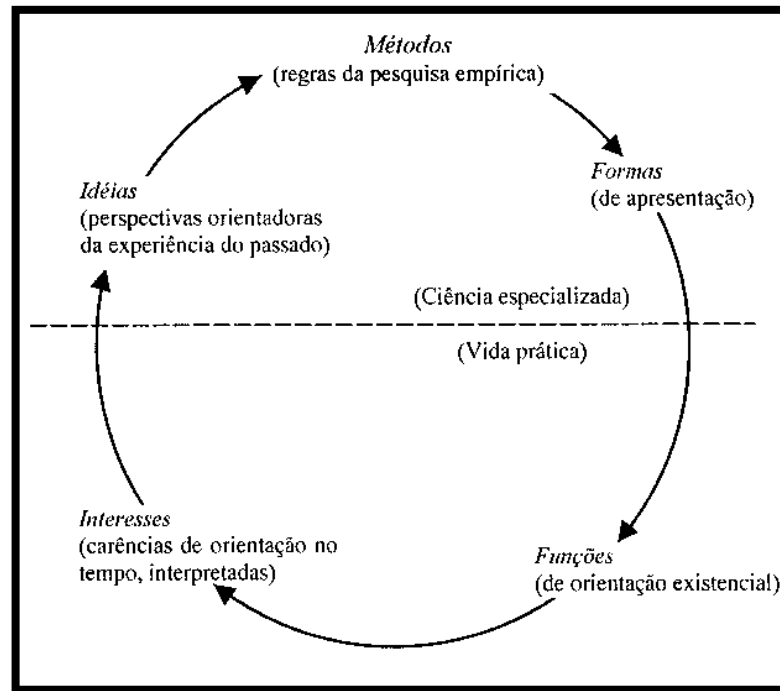 Métodos
(regras da pesquisa empírica)
Idéias
(perspectivas orientadoras
da experiência do passado)
Formas
(de apresentação)
(Ciência especializada)
(Vida prática)
Interesses
(carências de orientação no
tempo, interpretadas)
Funções
(de orientação existencial)